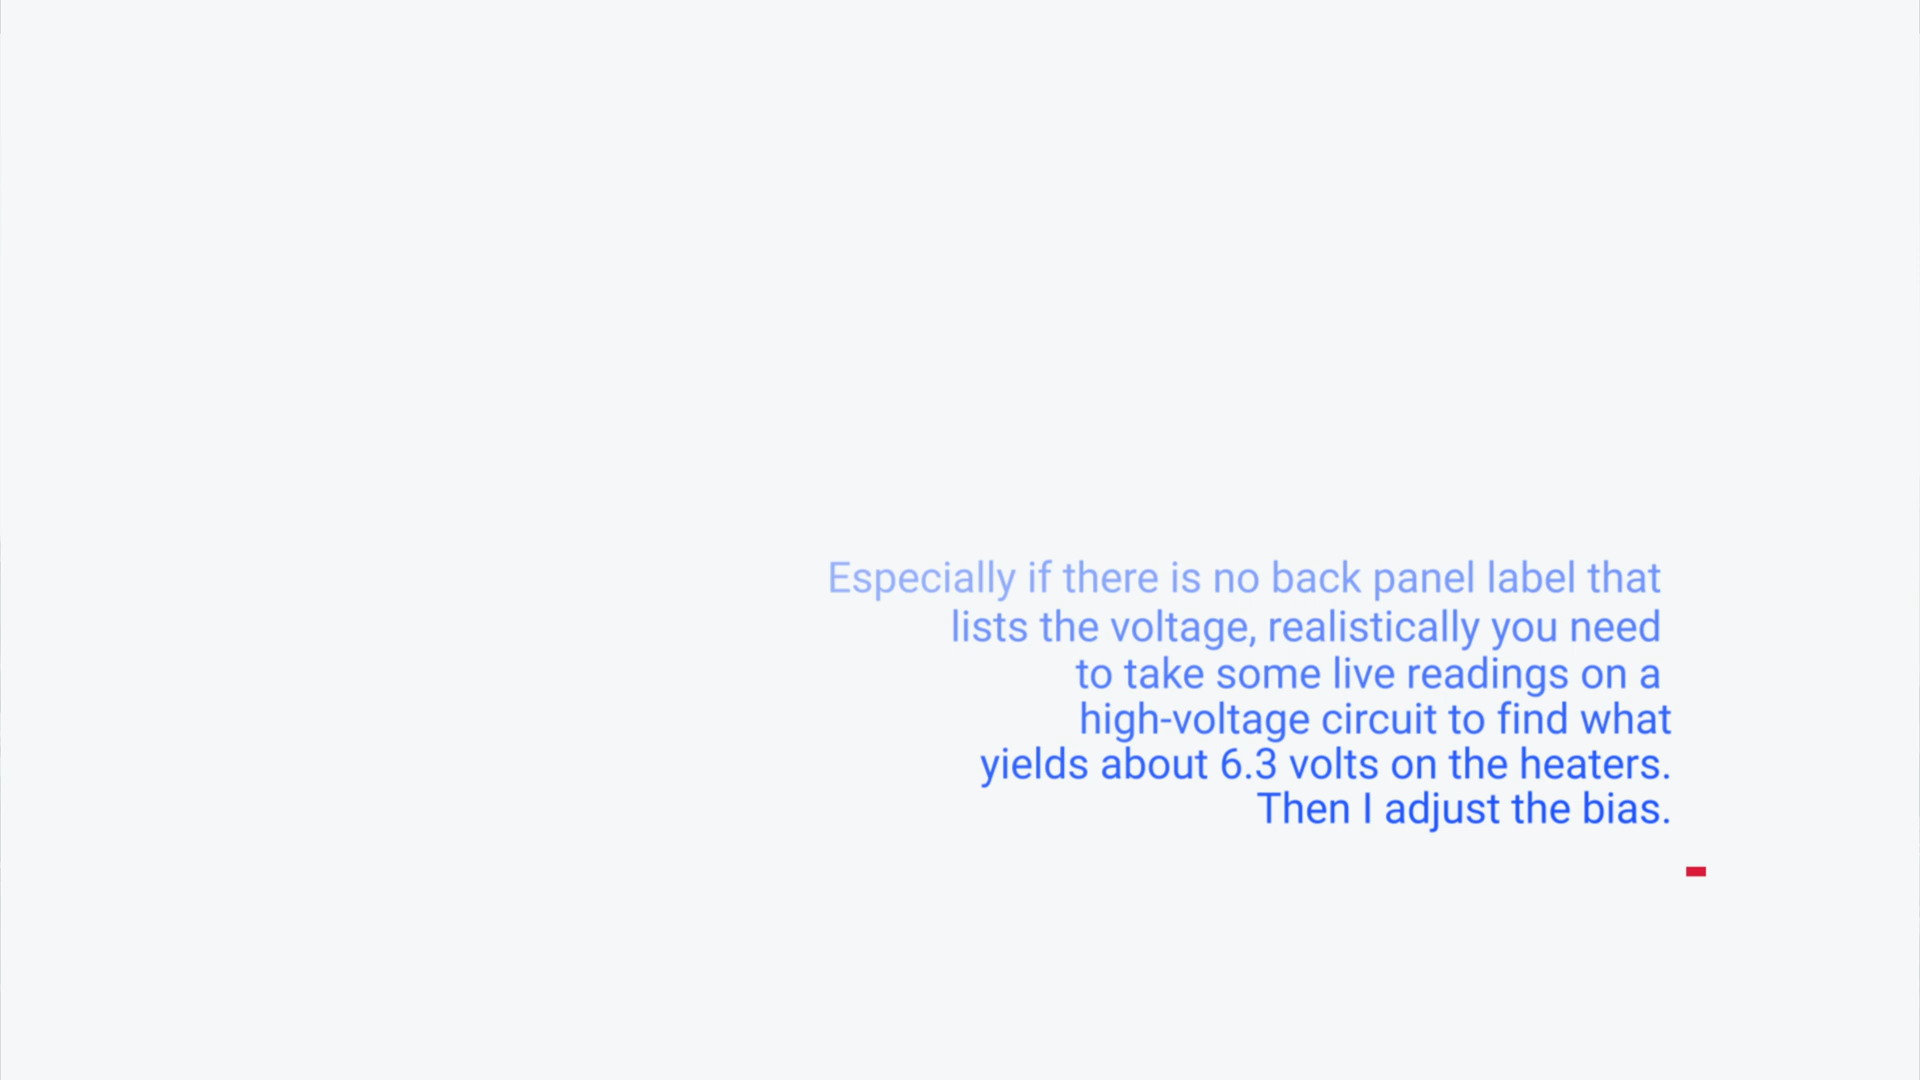 Especially if there is no back panel label that
lists the voltage, realistically you need
to take some live readings on a
high-voltage circuit to find what
yields about 6.3 volts on the heaters.
Then I adjust the bias.